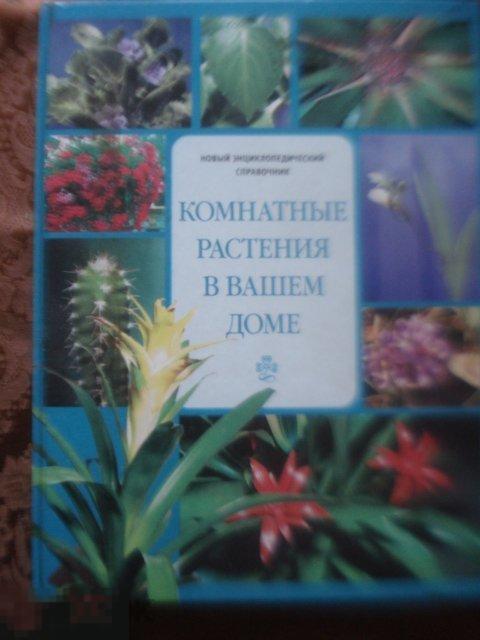 НОВЫЙ ЭНЦИКЛОПЕДИЧЕСКИЙ
СПРАВОЧНИК
КОМНАТНЫЕ
РАСТЕНИЯ
В ВАШЕМ
ДОМЕ